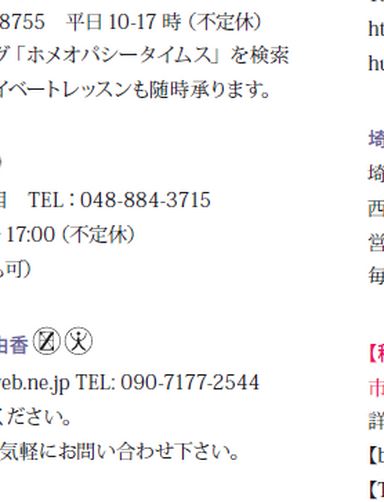 8755　平日 10-17 時（不定休）
グ「ホメオパシータイムス」を検索
イベートレッスンも随時承ります。
目　TEL：048-884-3715
17:00（不定休）
も可）
由香
web.ne.jp TEL: 090-7177-2544
ください。
気軽にお問い合わせ下さい。
ht
hu
埼
埼
西
営
毎
【秋
市
詳
【b
【T